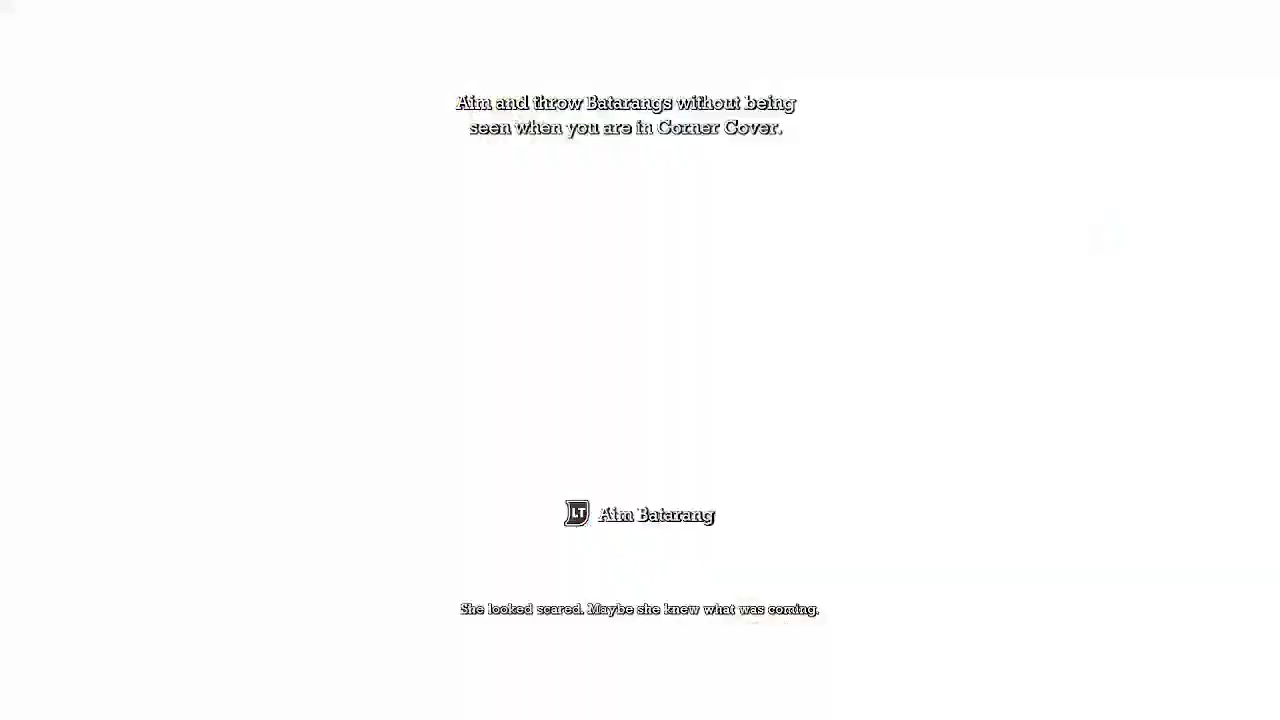 Aim and throw Batarangs without being
seen when you are in Corner Cover.
LT Aim Batarang
She looked scared. Maybe she knew what was coming.